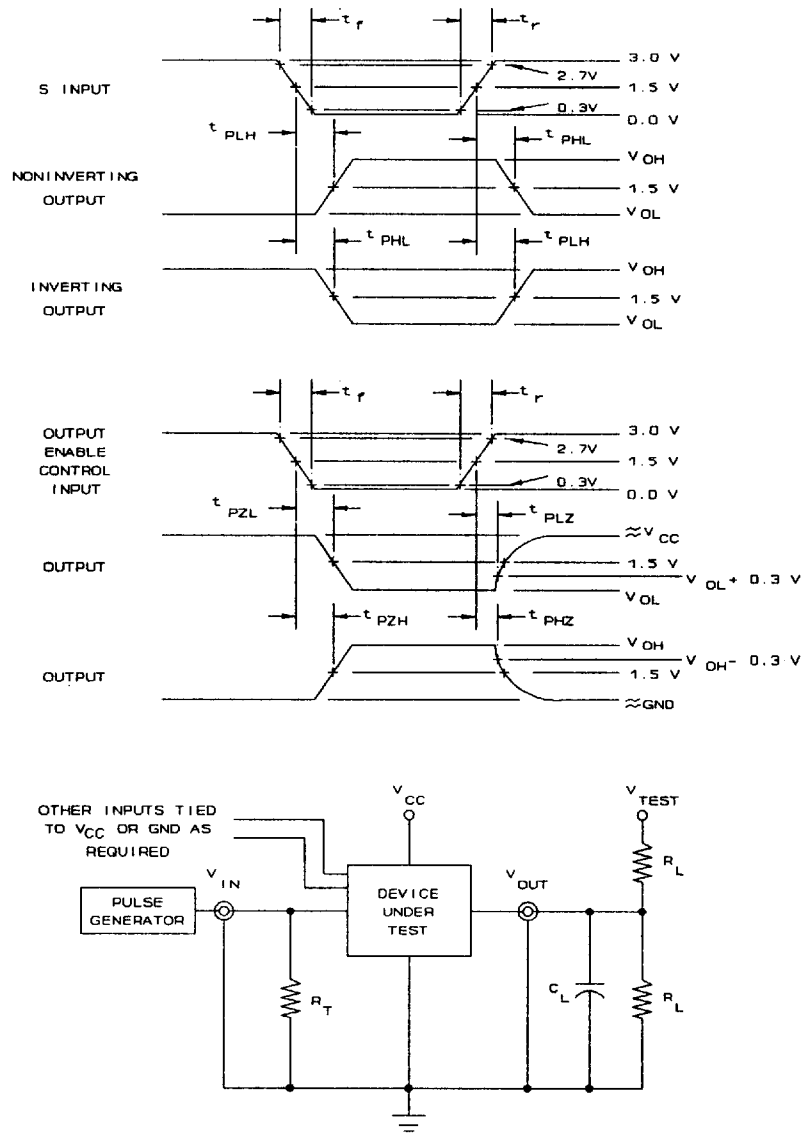 t f
t r
S INPUT
3.0 V
2.7V
1.5 V
0.3V
0.0 V
t PLH
t PHL
NONINVERTING
OUTPUT
V OH
1.5 V
V OL
t PHL
t PLH
INVERTING
OUTPUT
V OH
1.5 V
V OL
t f
t r
OUTPUT
ENABLE
CONTROL
INPUT
3.0 V
2.7V
1.5 V
0.3V
0.0 V
t PZL
t PLZ
OUTPUT
≈V CC
1.5 V
V OL + 0.3 V
V OL
t PZH
t PHZ
OUTPUT
V OH
V OH - 0.3 V
1.5 V
≈GND
OTHER INPUTS TIED
TO VCC OR GND AS
REQUIRED
V CC
V TEST
R L
V IN
V OUT
PULSE
GENERATOR
DEVICE
UNDER
TEST
R T
C L
R L